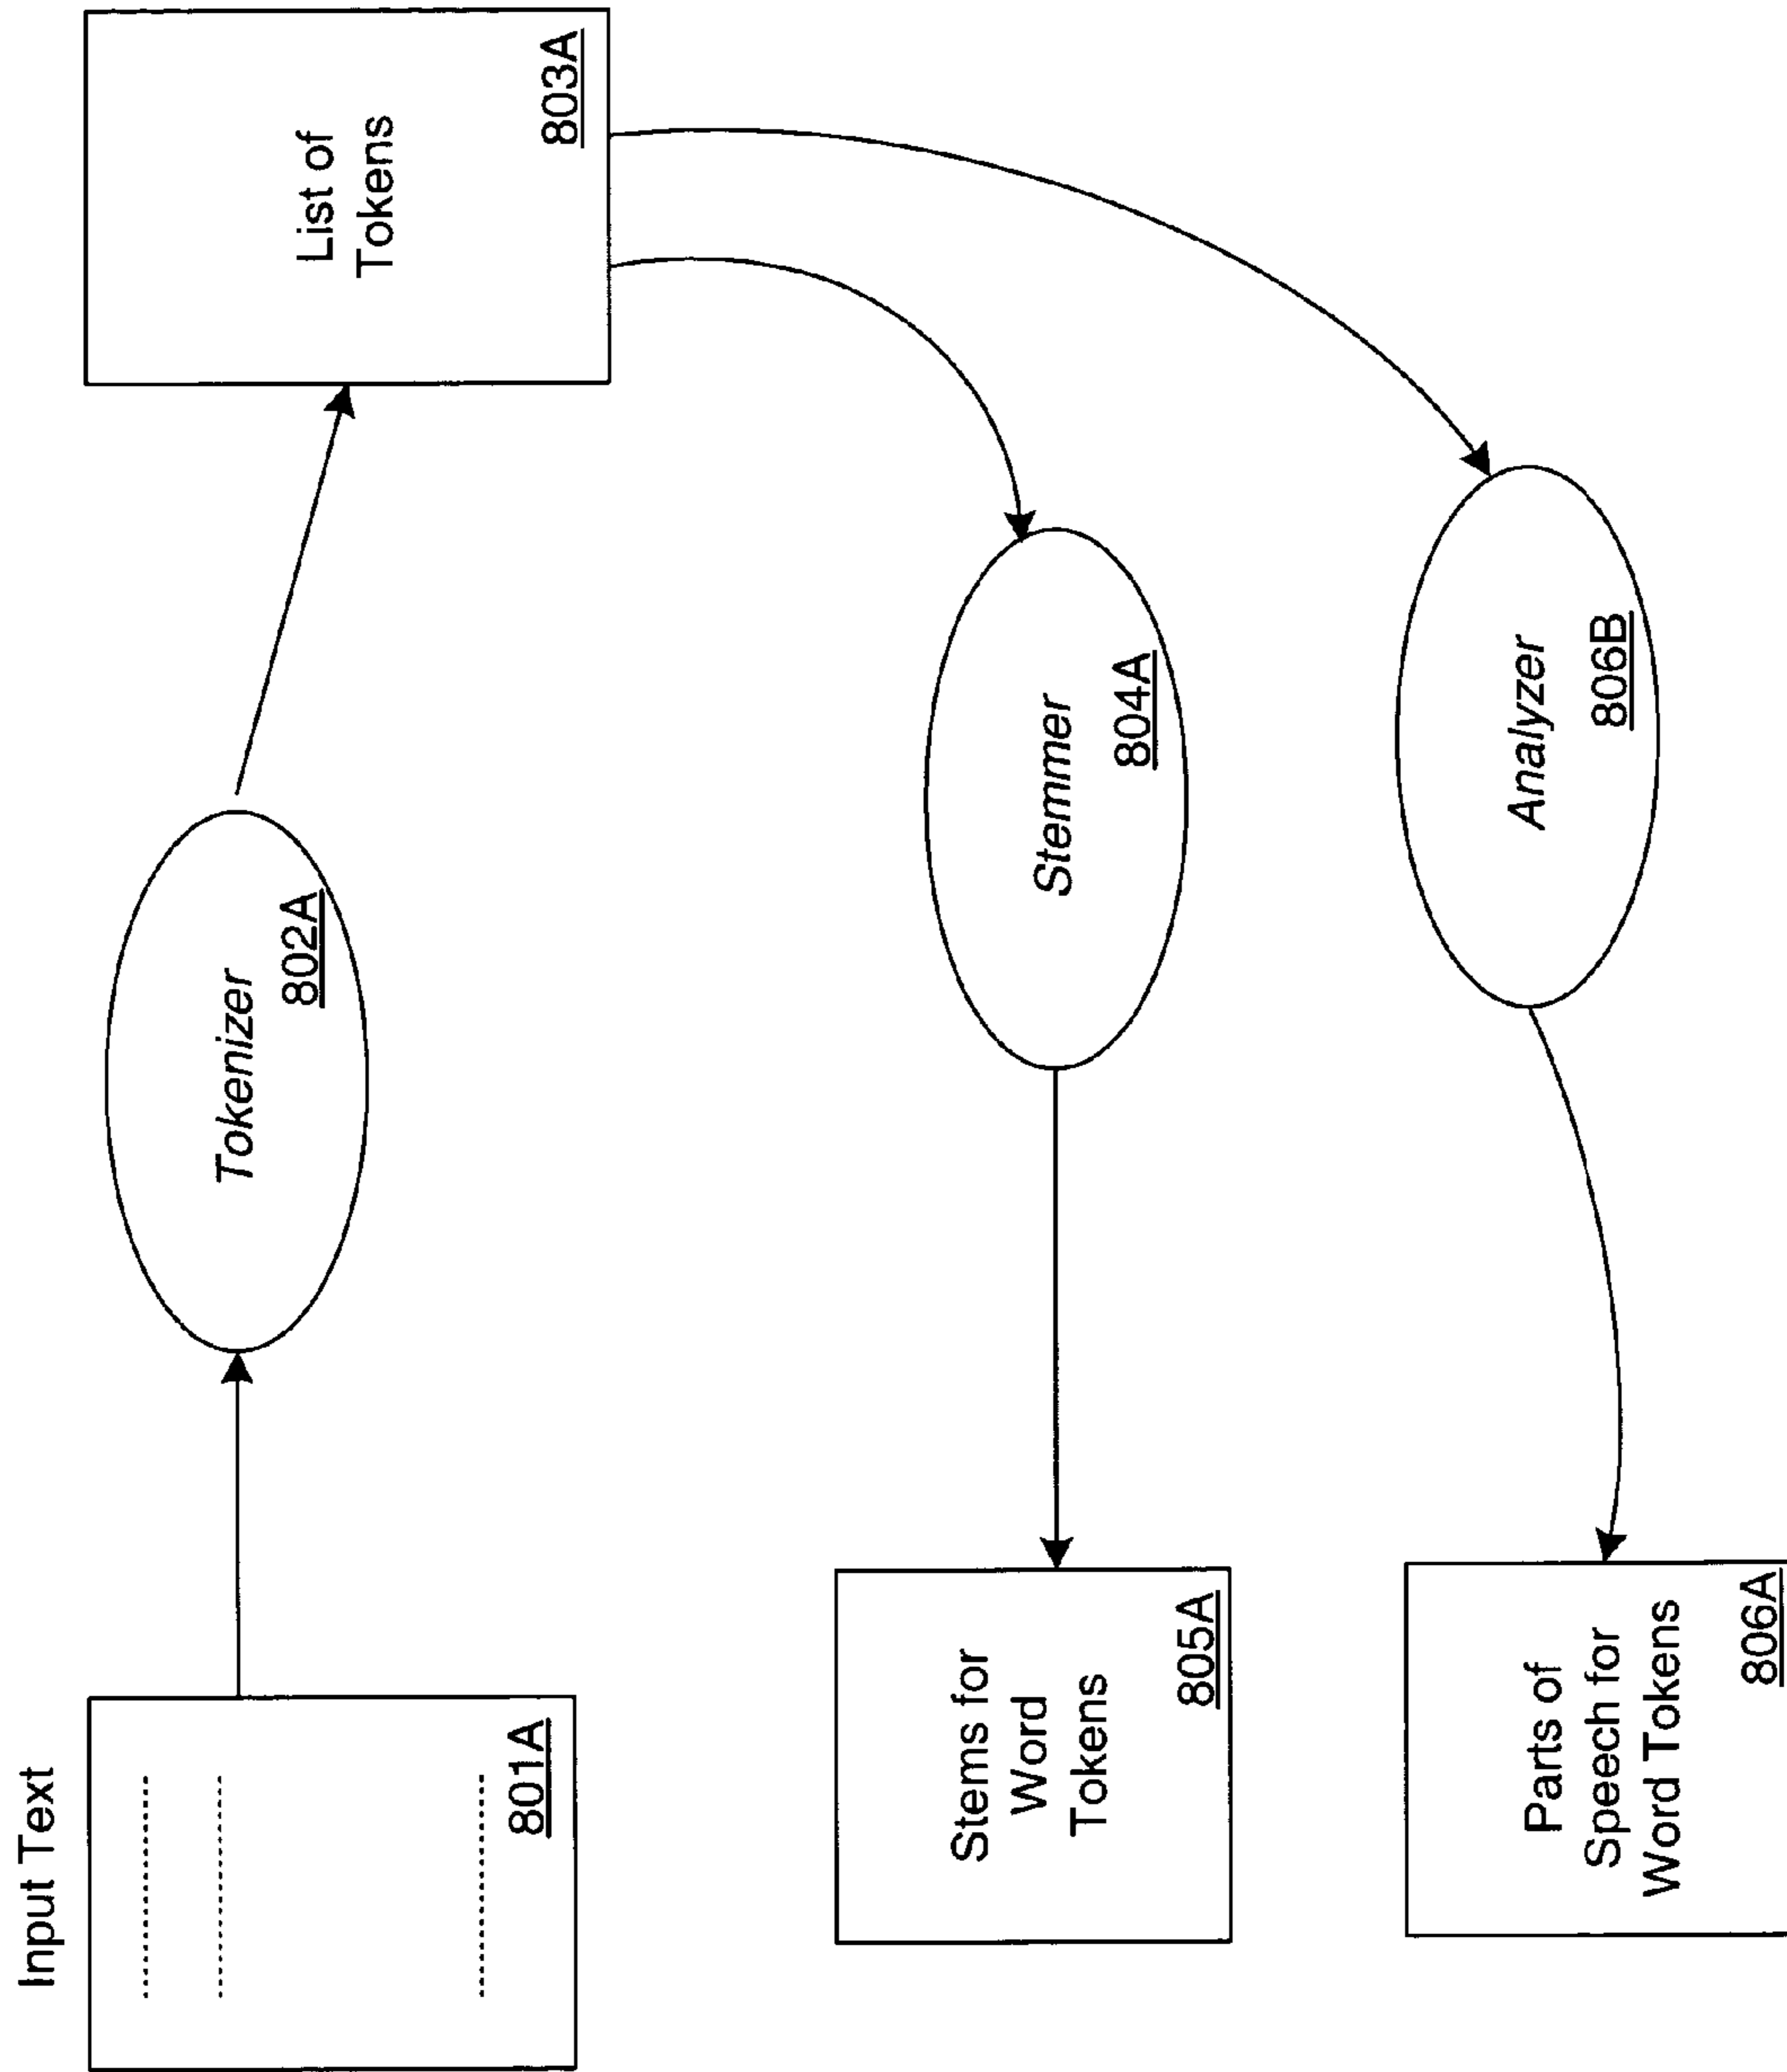 Input Text
801A
Tokenizer
802A
List of
Tokens
803A
Stems for
Word
Tokens
805A
Stemmer
804A
Parts of
Speech for
Word Tokens
806A
Analyzer
806B